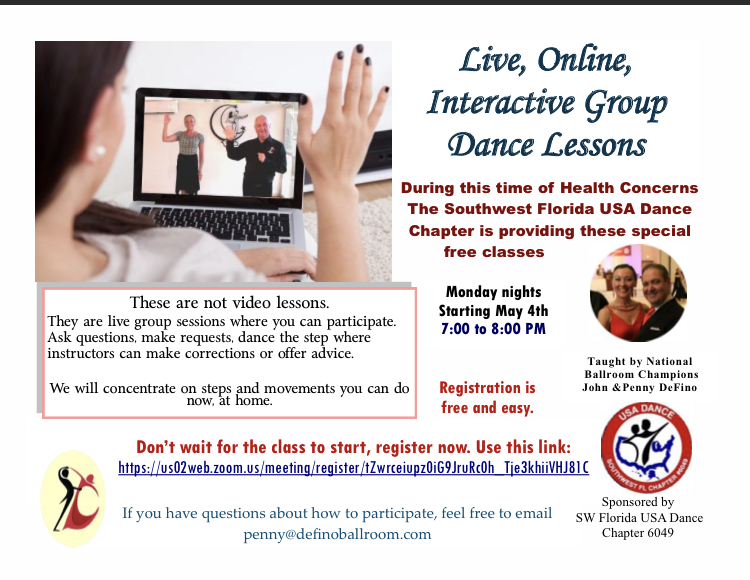 Live, Online,
Interactive Group
Dance Lessons
During this time of Health Concerns
The Southwest Florida USA Dance
Chapter is providing these special
free classes
These are not video lessons.
They are live group sessions where you can participate.
Ask questions, make requests, dance the step where
instructors can make corrections or offer advice.
We will concentrate on steps and movements you can do
now, at home.
Monday nights
Starting May 4th
7:00 to 8:00 PM
Registration is
free and easy.
Taught by National
Ballroom Champions
John &Penny DeFino
Don't wait for the class to start, register now. Use this link:
https://us02web.zoom.us/meeting/register/tZwrceiupz0iG9JruRc0h_Tje3khiiVHJ81C
If you have questions about how to participate, feel free to email
penny@definoballroom.com
USA DANCE
SOUTHWEST FL CHAPTER #6049
Sponsored by
SW Florida USA Dance
Chapter 6049